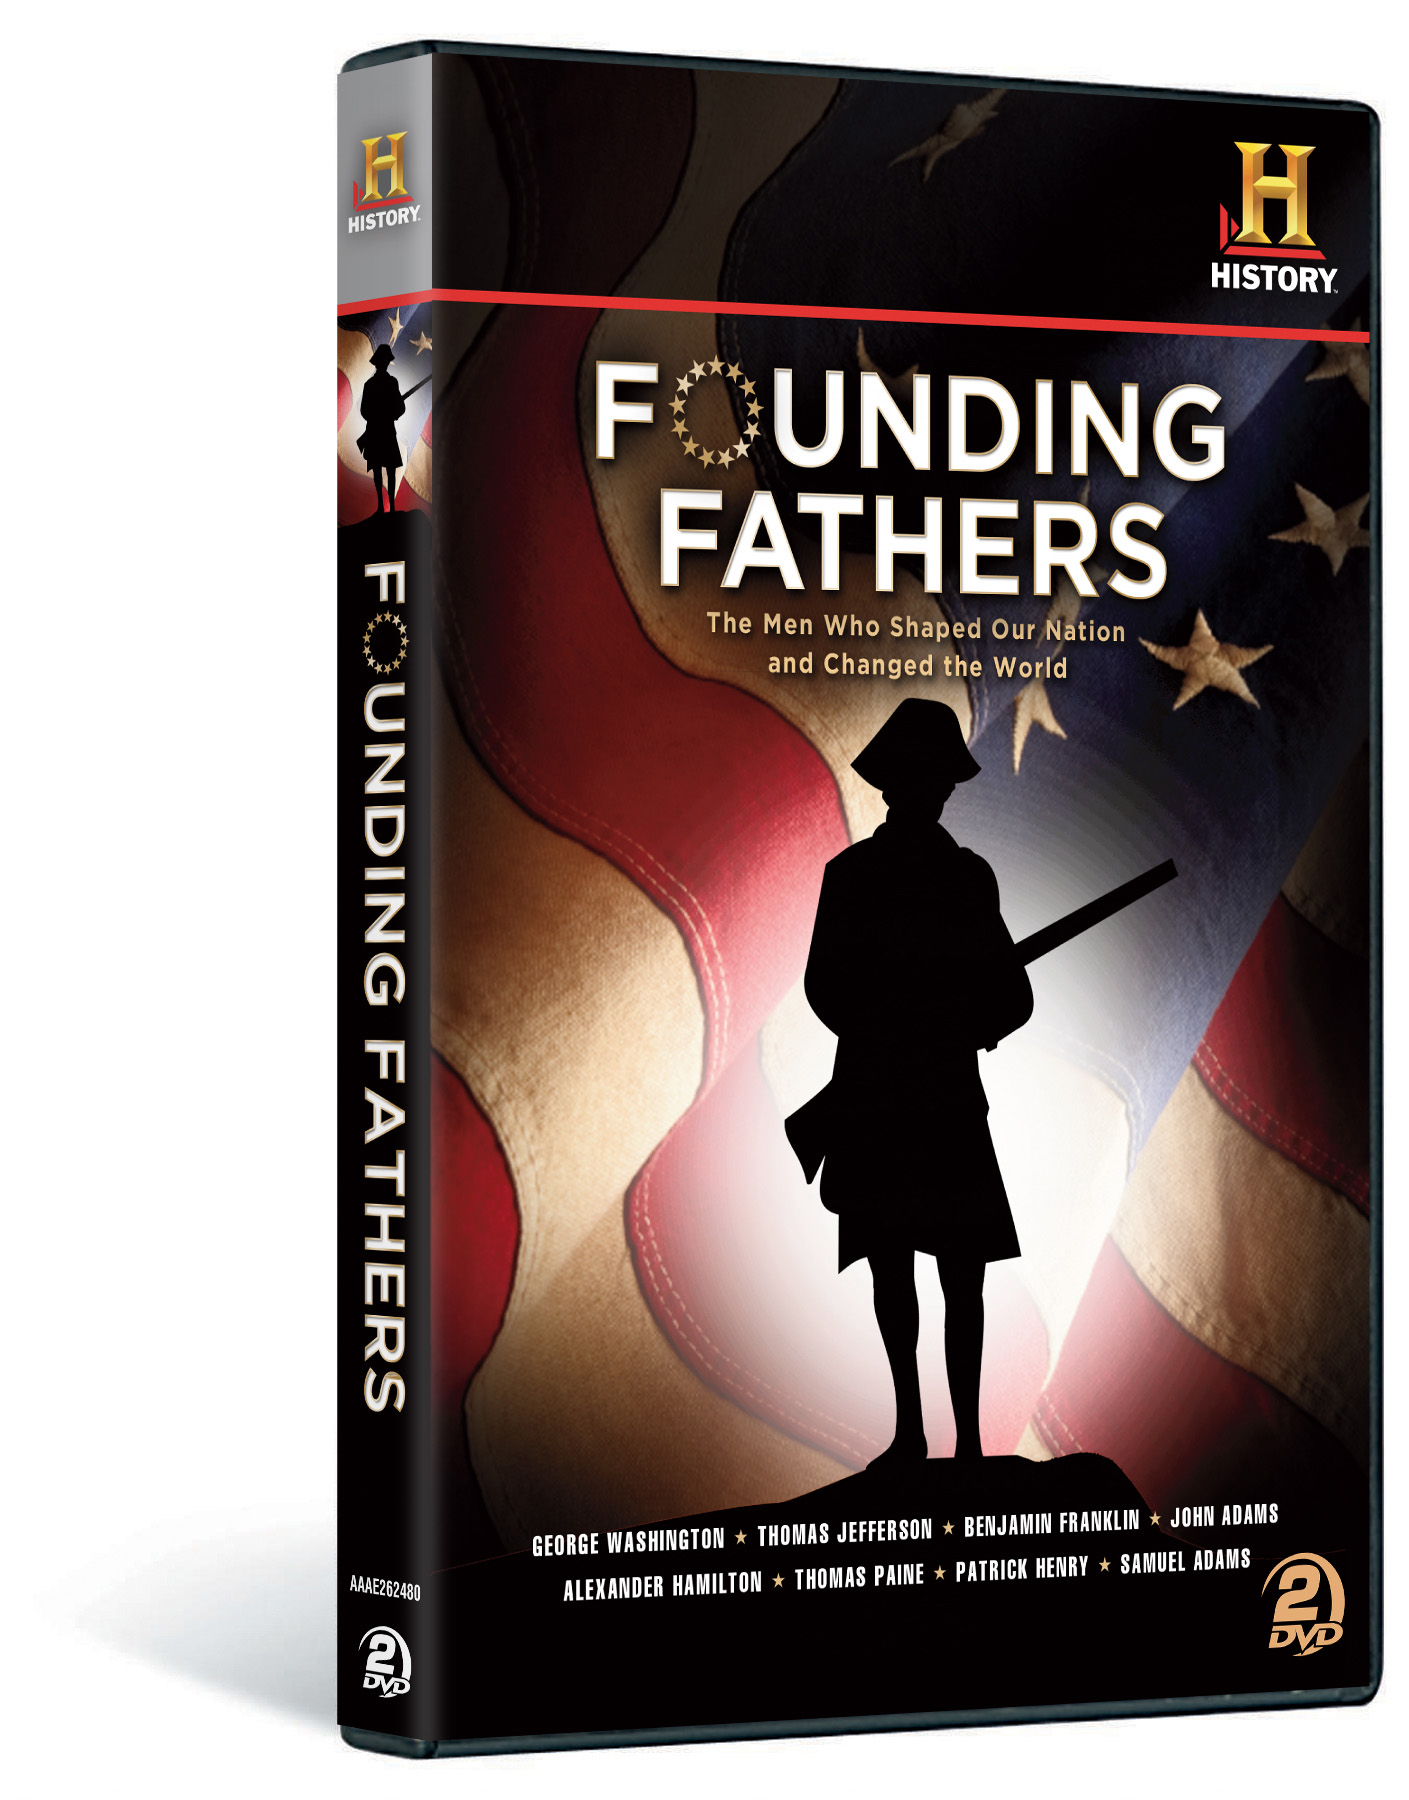 H
HISTORY
FOUNDING FATHERS
AAAE262480
2
DVD
H
HISTORY™
FOUNDING
FATHERS
The Men Who Shaped Our Nation
and Changed the World
GEORGE WASHINGTON ★ THOMAS JEFFERSON ★ BENJAMIN FRANKLIN ★ JOHN ADAMS
ALEXANDER HAMILTON ★ THOMAS PAINE ★ PATRICK HENRY ★ SAMUEL ADAMS
2
DVD